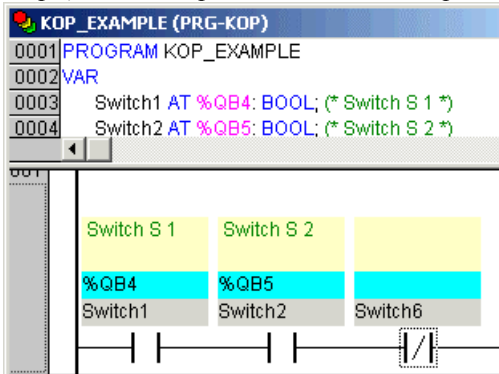 KOP_EXAMPLE (PRG-KOP)
0001 PROGRAM KOP_EXAMPLE
0002 VAR
0003 Switch1 AT %QB4: BOOL; (* Switch S 1 *)
0004 Switch2 AT %QB5: BOOL; (* Switch S 2 *)
Switch S 1 Switch S 2
%QB4 %QB5
Switch1 Switch2 Switch6